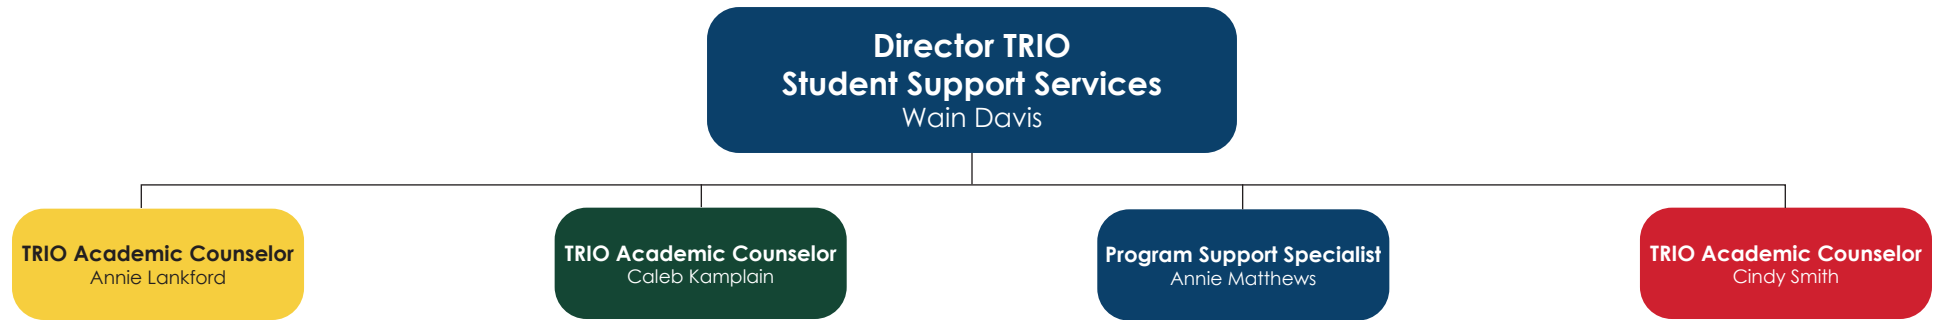 Director TRIO
Student Support Services
Wain Davis
TRIO Academic Counselor
Annie Lankford
TRIO Academic Counselor
Caleb Kamplain
Program Support Specialist
Annie Matthews
TRIO Academic Counselor
Cindy Smith